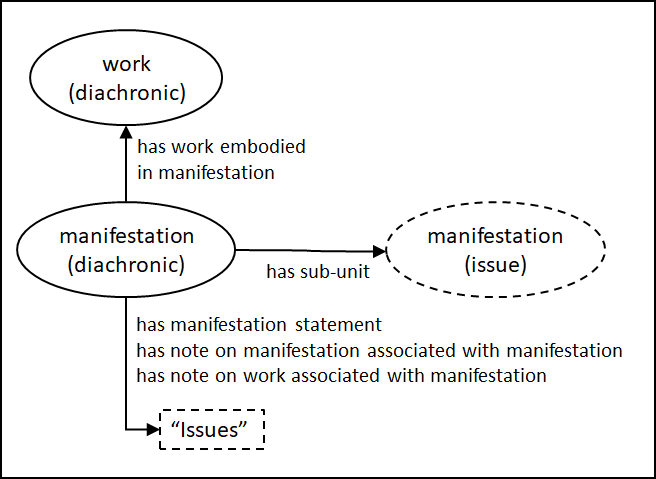 work
(diachronic)
has work embodied
in manifestation
manifestation
(diachronic)
has sub-unit
manifestation
(issue)
has manifestation statement
has note on manifestation associated with manifestation
has note on work associated with manifestation
“Issues”